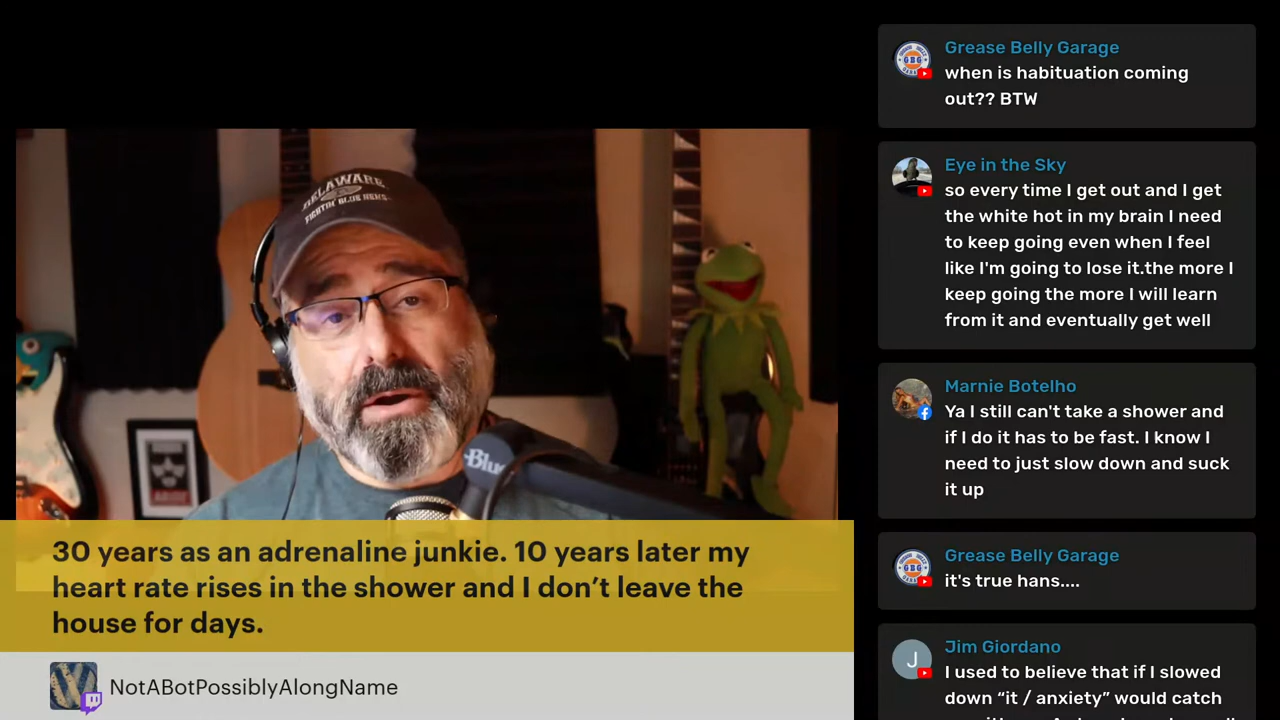 DELAWARE
FIGHTIN' BLUE HENS
Blue
30 years as an adrenaline junkie. 10 years later my
heart rate rises in the shower and I don’t leave the
house for days.
NotABotPossiblyAlongName
Grease Belly Garage
when is habituation coming
out?? BTW
Eye in the Sky
so every time I get out and I get
the white hot in my brain I need
to keep going even when I feel
like I'm going to lose it.the more I
keep going the more I will learn
from it and eventually get well
Marnie Botelho
Ya I still can't take a shower and
if I do it has to be fast. I know I
need to just slow down and suck
it up
Grease Belly Garage
it's true hans....
J
Jim Giordano
I used to believe that if I slowed
down “it / anxiety” would catch